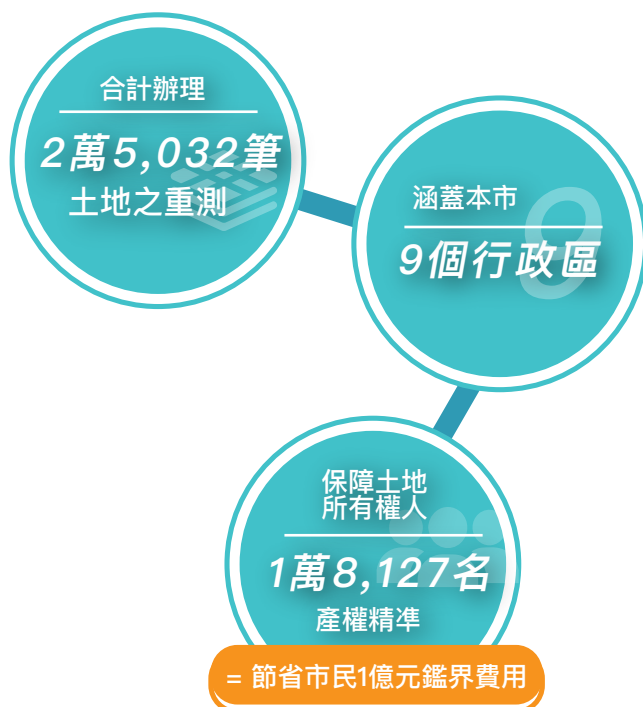 合計辦理
2萬5,032筆
土地之重測
涵蓋本市
9個行政區
保障土地
所有權人
1萬8,127名
產權精準
= 節省市民1億元鑑界費用